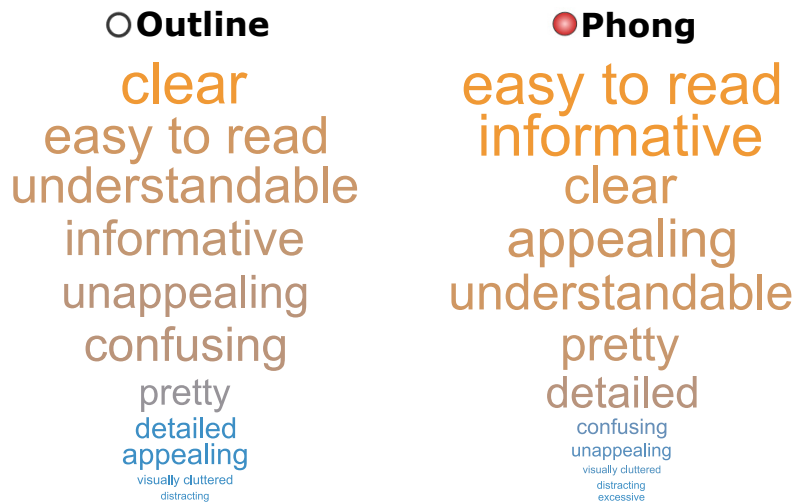 Outline
clear
easy to read
understandable
informative
unappealing
confusing
pretty
detailed
appealing
visually cluttered
distracting
Phong
easy to read
informative
clear
appealing
understandable
pretty
detailed
confusing
unappealing
visually cluttered
distracting
excessive